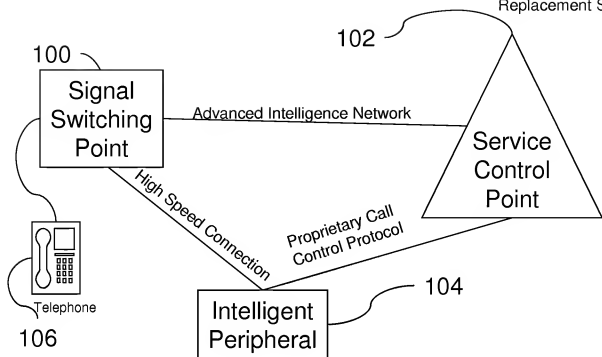 Replacement S
100
102
Signal
Switching
Point
Advanced Intelligence Network
Service
Control
Point
High Speed Connection
Proprietary Call
Control Protocol
Telephone
106
104
Intelligent
Peripheral